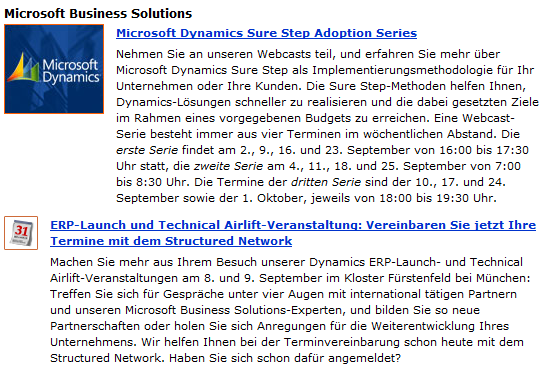 Microsoft Business Solutions
Microsoft Dynamics
Microsoft Dynamics Sure Step Adoption Series
Nehmen Sie an unseren Webcasts teil, und erfahren Sie mehr über
Microsoft Dynamics Sure Step als Implementierungsmethodologie für Ihr
Unternehmen oder Ihre Kunden. Die Sure Step-Methoden helfen Ihnen,
Dynamics-Lösungen schneller zu realisieren und die dabei gesetzten Ziele
im Rahmen eines vorgegebenen Budgets zu erreichen. Eine Webcast-
Serie besteht immer aus vier Terminen im wöchentlichen Abstand. Die
erste Serie findet am 2., 9., 16. und 23. September von 16:00 bis 17:30
Uhr statt, die zweite Serie am 4., 11., 18. und 25. September von 7:00
bis 8:30 Uhr. Die Termine der dritten Serie sind der 10., 17. und 24.
September sowie der 1. Oktober, jeweils von 18:00 bis 19:30 Uhr.
31
ERP-Launch und Technical Airlift-Veranstaltung: Vereinbaren Sie jetzt Ihre
Termine mit dem Structured Network
Machen Sie mehr aus Ihrem Besuch unserer Dynamics ERP-Launch- und Technical
Airlift-Veranstaltungen am 8. und 9. September im Kloster Fürstenfeld bei München:
Treffen Sie sich für Gespräche unter vier Augen mit international tätigen Partnern
und unseren Microsoft Business Solutions-Experten, und bilden Sie so neue
Partnerschaften oder holen Sie sich Anregungen für die Weiterentwicklung Ihres
Unternehmens. Wir helfen Ihnen bei der Terminvereinbarung schon heute mit dem
Structured Network. Haben Sie sich schon dafür angemeldet?